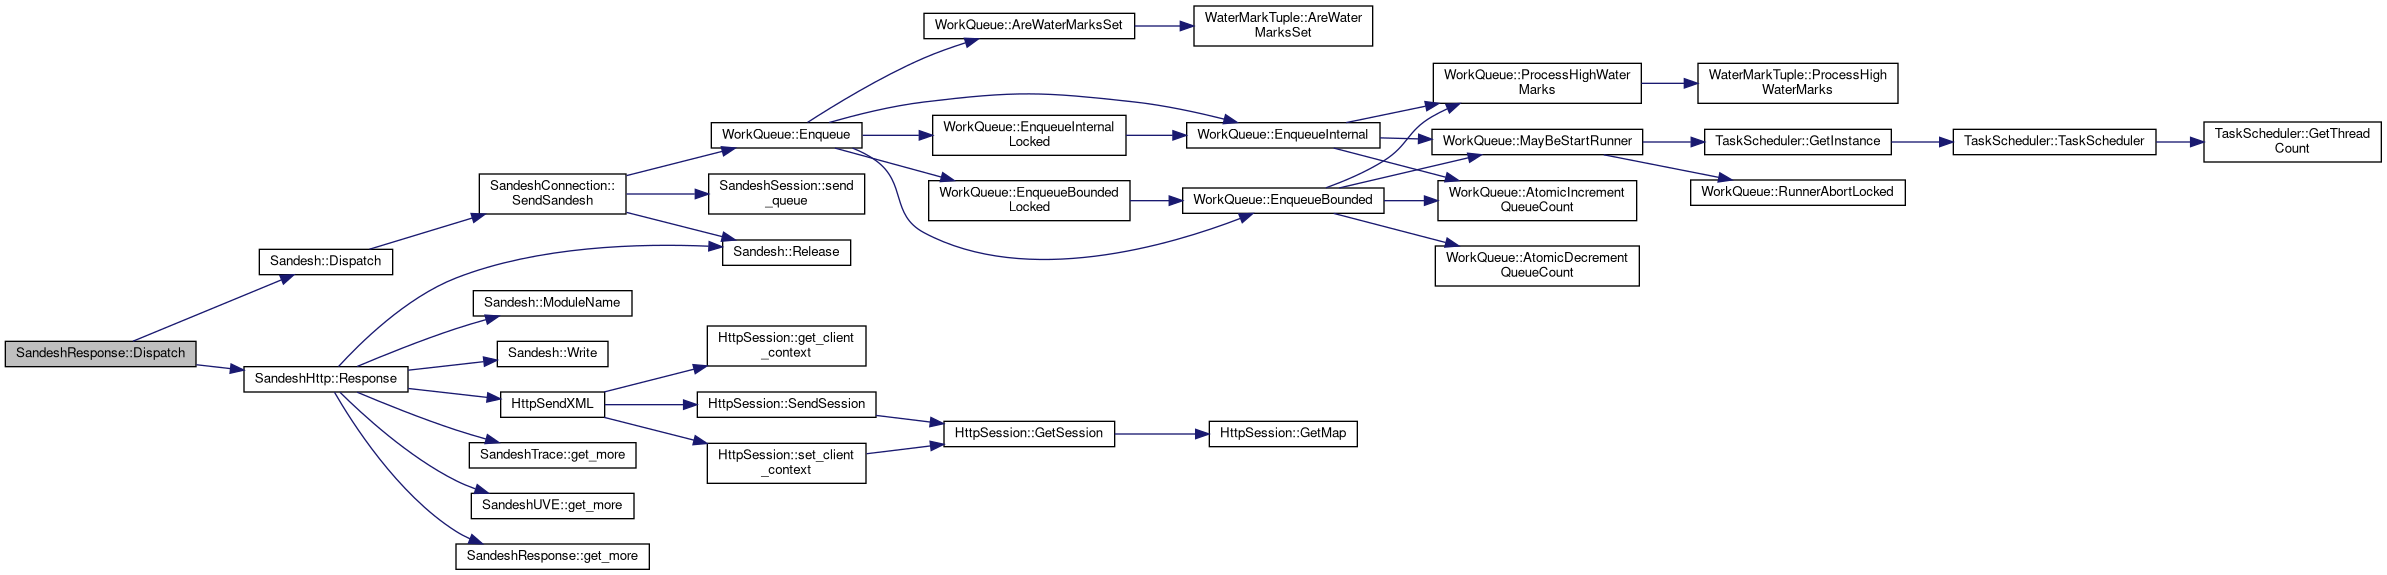 WorkQueue::AreWaterMarksSet
WaterMarkTuple::AreWater
MarksSet
WorkQueue::ProcessHighWater
Marks
WaterMarkTuple::ProcessHigh
WaterMarks
WorkQueue::Enqueue
WorkQueue::EnqueueInternal
Locked
WorkQueue::EnqueueInternal
WorkQueue::MayBeStartRunner
TaskScheduler::GetInstance
TaskScheduler::TaskScheduler
TaskScheduler::GetThread
Count
SandeshConnection::
SendSandesh
SandeshSession::send
_queue
WorkQueue::EnqueueBounded
Locked
WorkQueue::EnqueueBounded
WorkQueue::AtomicIncrement
QueueCount
WorkQueue::RunnerAbortLocked
Sandesh::Dispatch
Sandesh::Release
WorkQueue::AtomicDecrement
QueueCount
Sandesh::ModuleName
SandeshResponse::Dispatch
Sandesh::Write
HttpSession::get_client
_context
SandeshHttp::Response
HttpSendXML
HttpSession::SendSession
HttpSession::GetSession
HttpSession::GetMap
SandeshTrace::get_more
HttpSession::set_client
_context
SandeshUVE::get_more
SandeshResponse::get_more